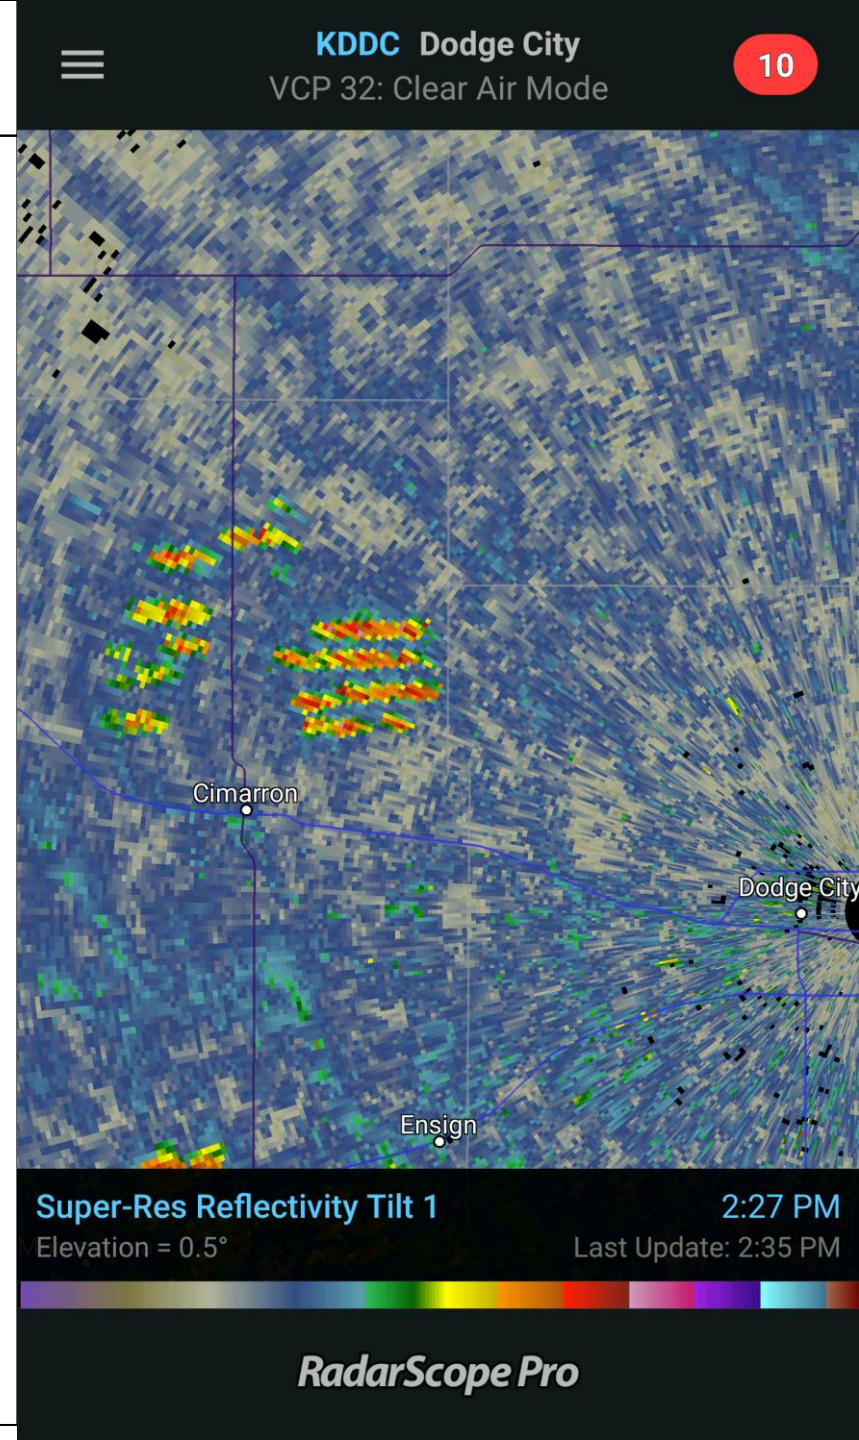 KDDC Dodge City
VCP 32: Clear Air Mode
10
Cimarron
Dodge City
Ensign
Super-Res Reflectivity Tilt 1
2:27 PM
Elevation = 0.5°
Last Update: 2:35 PM
RadarScope Pro